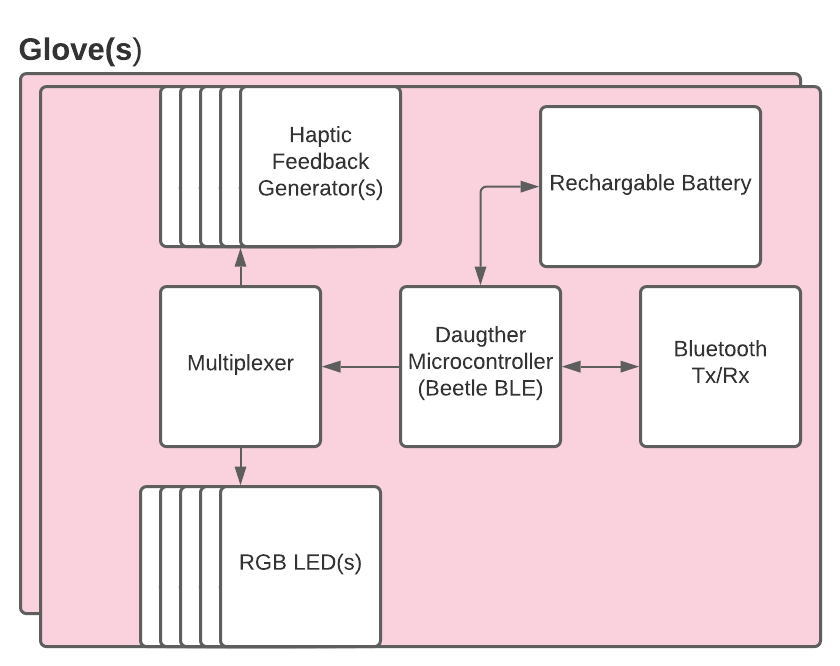 Glove(s)
Haptic
Feedback
Generator(s)
Rechargable Battery
Multiplexer
Daugther
Microcontroller
(Beetle BLE)
Bluetooth
Tx/Rx
RGB LED(s)